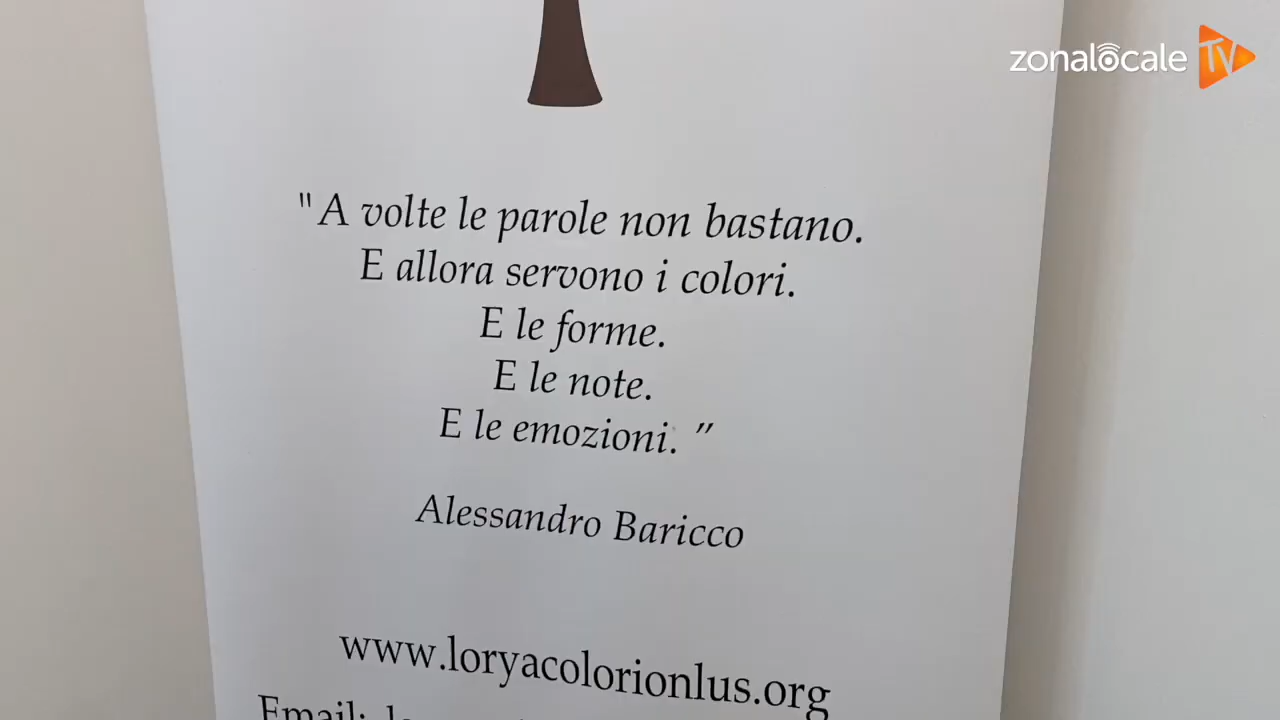 zonalocale TV
"A volte le parole non bastano.
E allora servono i colori.
E le forme.
E le note.
E le emozioni. ”
Alessandro Baricco
www.loryacolorionlus.org
Email: